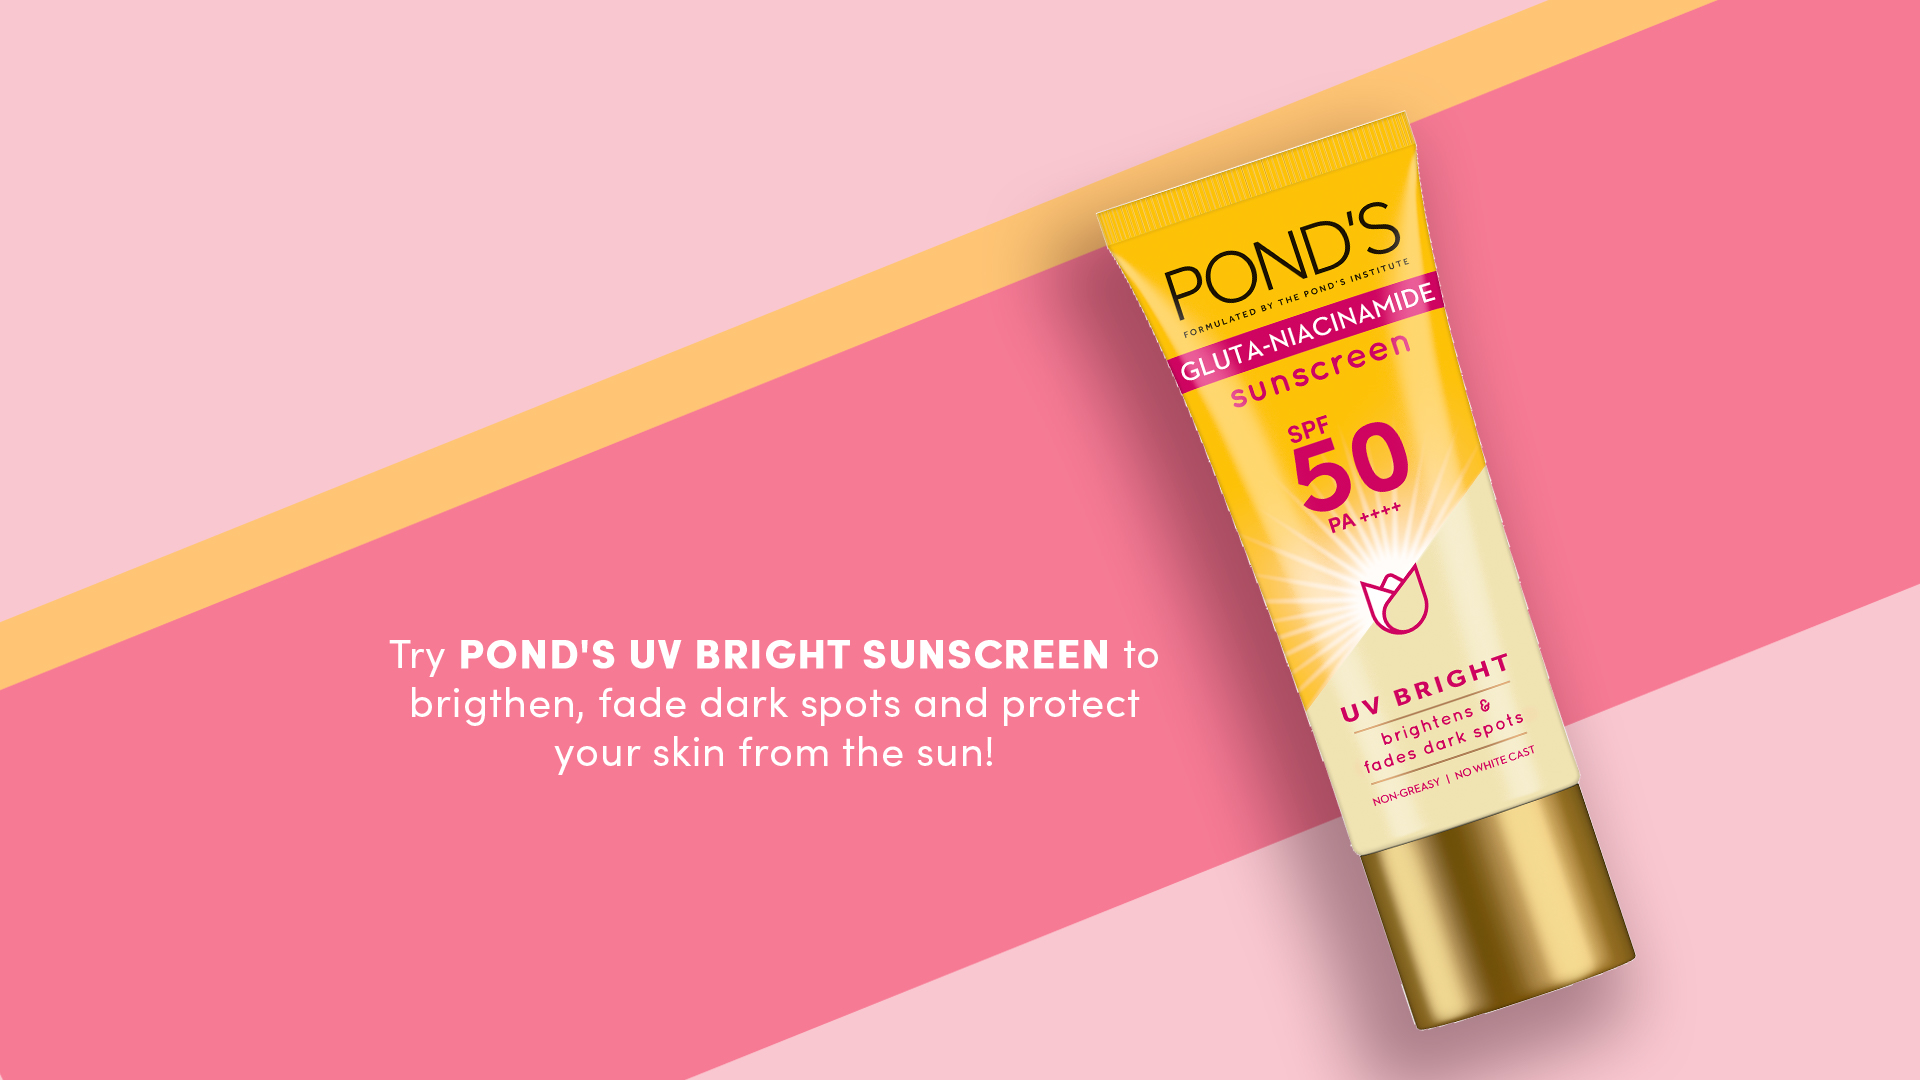 Try POND'S UV BRIGHT SUNSCREEN to
brigthen, fade dark spots and protect
your skin from the sun!
POND'S
FORMULATED BY THE POND'S INSTITUTE
GLUTA-NIACINAMIDE
sunscreen
SPF
50
PA ++++
UV BRIGHT
brightens &
fades dark spots
NON-GREASY | NO WHITE CAST